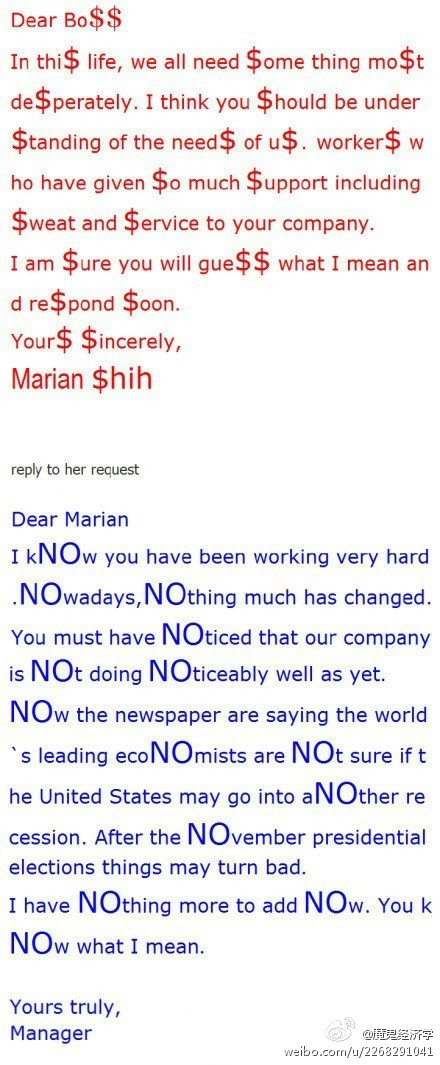 Dear Bo$$
In thi$ life, we all need $ome thing mo$t
de$perately. I think you $hould be under
$tanding of the need$ of u$. worker$ w
ho have given $o much $upport including
$weat and $ervice to your company.
I am $ure you will gue$$ what I mean an
d re$pond $oon.
Your$ $incerely,
Marian $hih
reply to her request
Dear Marian
I kNOw you have been working very hard
.NOwadays,NOthing much has changed.
You must have NOticed that our company
is NOt doing NOticeably well as yet.
NOw the newspaper are saying the world
`s leading ecoNOmists are NOt sure if t
he United States may go into aNOther re
cession. After the NOvember presidential
elections things may turn bad.
I have NOthing more to add NOw. You k
NOw what I mean.
Yours truly,
Manager
@魔鬼经济学
weibo.com/u/2268291041